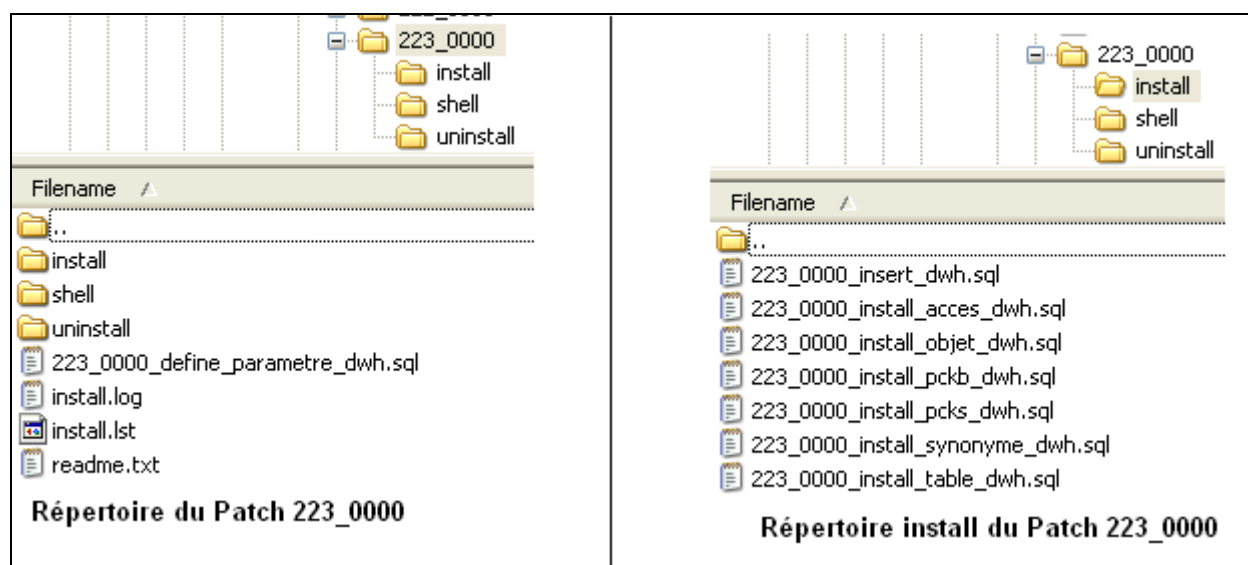 223_0000
install
shell
uninstall
Filename
..
install
shell
uninstall
223_0000_define_parametre_dwh.sql
install.log
install.lst
readme.txt
Répertoire du Patch 223_0000
223_0000
install
shell
uninstall
Filename
..
223_0000_insert_dwh.sql
223_0000_install_acces_dwh.sql
223_0000_install_objet_dwh.sql
223_0000_install_pckb_dwh.sql
223_0000_install_pcks_dwh.sql
223_0000_install_synonyme_dwh.sql
223_0000_install_table_dwh.sql
Répertoire install du Patch 223_0000